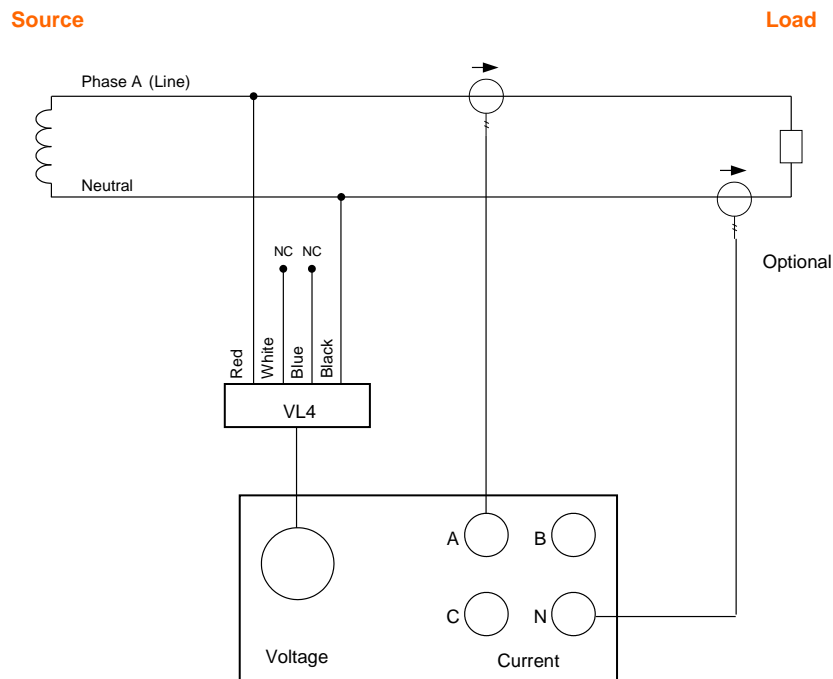 Source
Load
Phase A (Line)
Neutral
NC NC
Optional
Red
White
Blue
Black
VL4
A
B
C
N
Voltage
Current